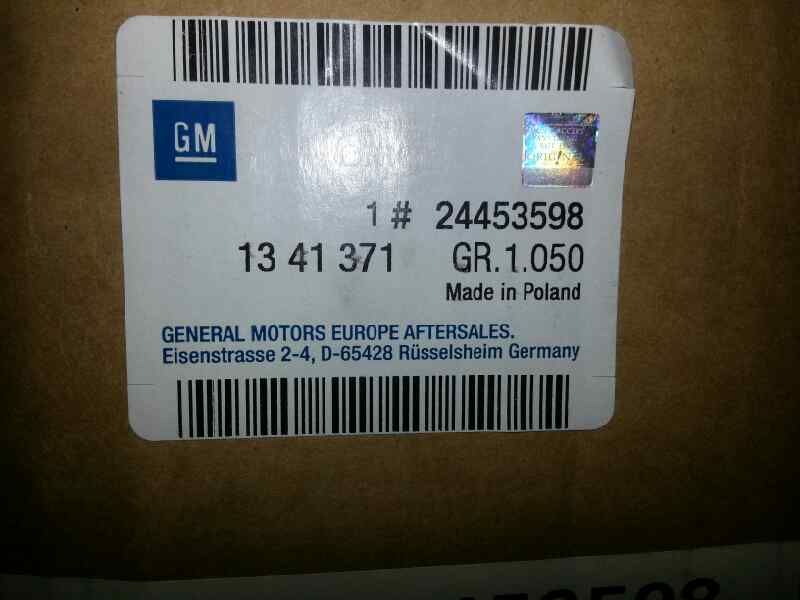 GM
ORIGIN
1 # 24453598
13 41 371 GR.1.050
Made in Poland
GENERAL MOTORS EUROPE AFTERSALES.
Eisenstrasse 2-4, D-65428 Rüsselsheim Germany